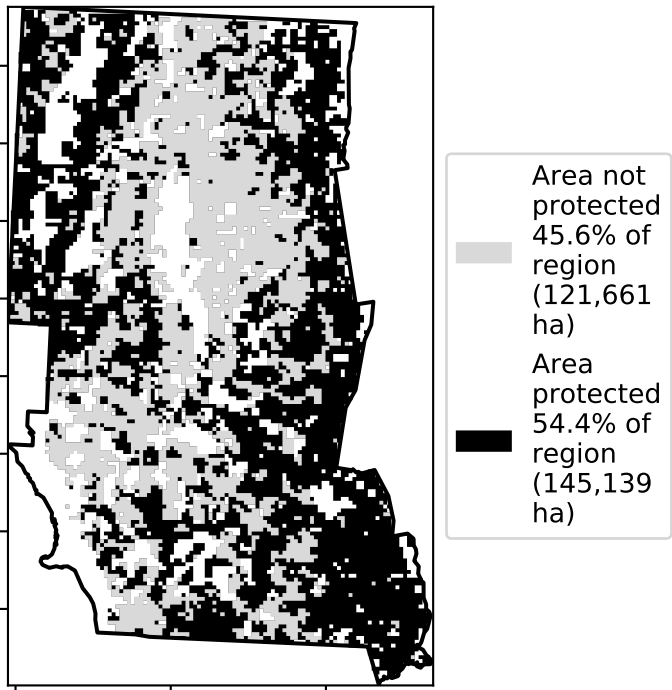 Area not
protected
45.6% of
region
(121,661
ha)
Area
protected
54.4% of
region
(145,139
ha)